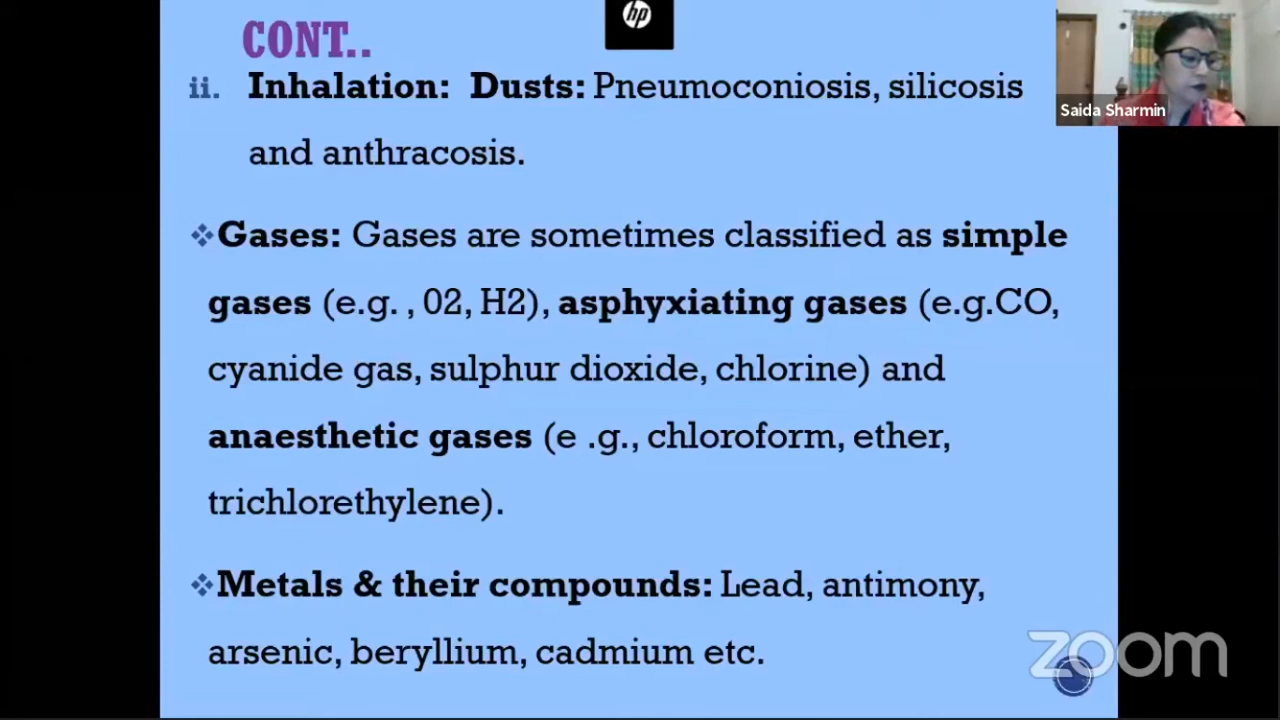 CONT..
hp
ii. Inhalation: Dusts: Pneumoconiosis, silicosis
and anthracosis.
Saida Sharmin
❖Gases: Gases are sometimes classified as simple
gases (e.g. , 02, H2), asphyxiating gases (e.g.CO,
cyanide gas, sulphur dioxide, chlorine) and
anaesthetic gases (e .g., chloroform, ether,
trichlorethylene).
❖Metals & their compounds: Lead, antimony,
arsenic, beryllium, cadmium etc.
zoom